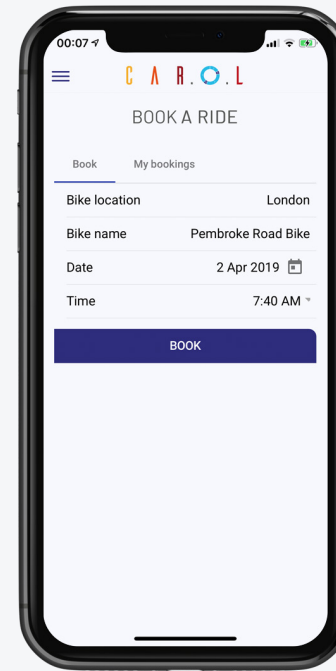 00:07
C A R.O.L
BOOK A RIDE
Book My bookings
Bike location London
Bike name Pembroke Road Bike
Date 2 Apr 2019
Time 7:40 AM
BOOK